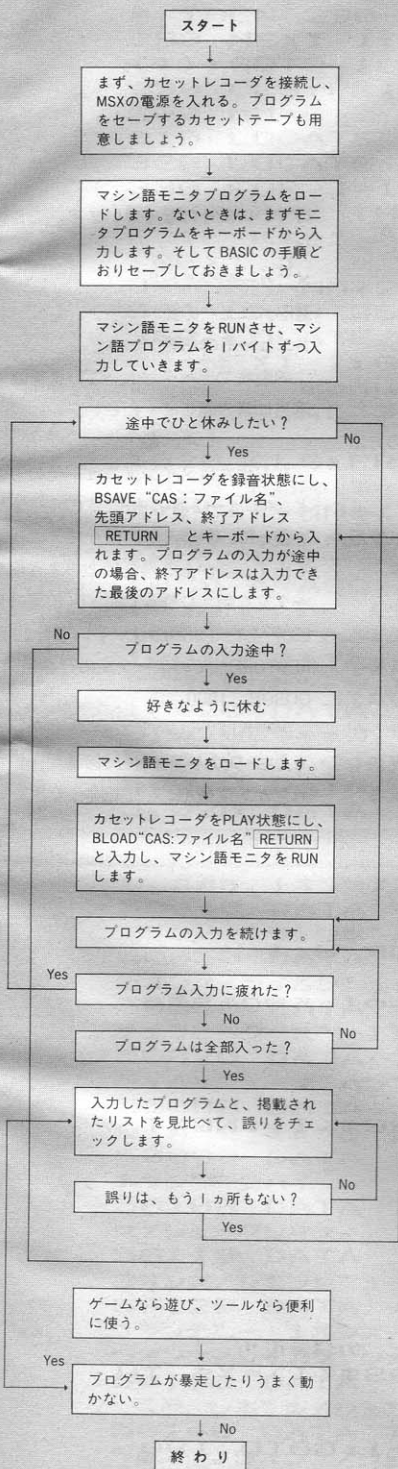 スタート
まず、カセットレコーダを接続し、
MSXの電源を入れる。プログラム
をセーブするカセットテープも用
意しましょう。
マシン語モニタプログラムをロー
ドします。ないときは、まずモニ
タプログラムをキーボードから入
力します。そして BASIC の手順ど
おりセーブしておきましょう。
マシン語モニタをRUNさせ、マシ
ン語プログラムを1バイトずつ入
力していきます。
途中でひと休みしたい?
No
Yes
カセットレコーダを録音状態にし、
BSAVE “CAS：ファイル名”、
先頭アドレス、終了アドレス
RETURN とキーボードから入
れます。プログラムの入力が途中
の場合、終了アドレスは入力でき
た最後のアドレスにします。
No
プログラムの入力途中?
Yes
好きなように休む
マシン語モニタをロードします。
カセットレコーダをPLAY状態にし、
BLOAD“CAS:ファイル名” RETURN
と入力し、マシン語モニタを RUN
します。
プログラムの入力を続けます。
Yes
プログラム入力に疲れた?
No
プログラムは全部入った?
No
Yes
入力したプログラムと、掲載され
たリストを見比べて、誤りをチェ
ックします。
誤りは、もう1ヵ所もない?
No
Yes
ゲームなら遊び、ツールなら便利
に使う。
Yes
プログラムが暴走したりうまく動
かない。
No
終わり